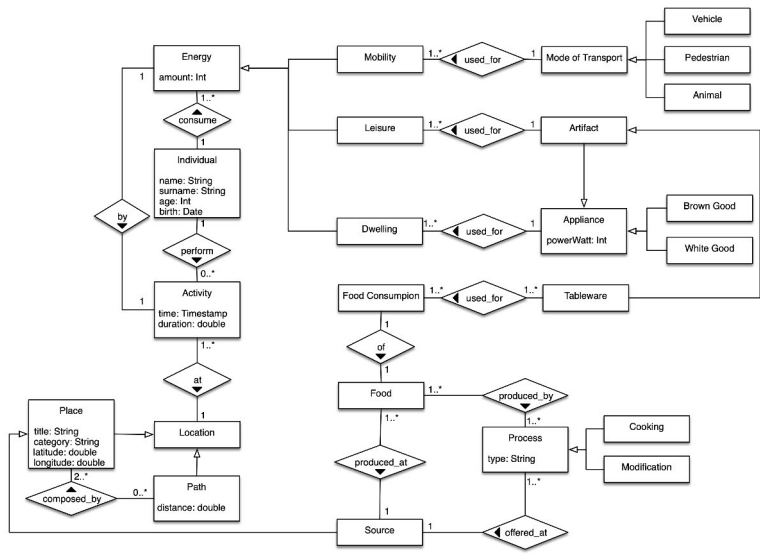 Vehicle
Energy
amount: Int
Mobility
1..*
used_for
1
Mode of Transport
Pedestrian
1
1..*
Animal
consume
1
Leisure
1..*
used_for
1
Artifact
Individual
name: String
surname: String
age: Int
birth: Date
Brown Good
by
1
Dwelling
1..*
used_for
1
Appliance
powerWatt: Int
White Good
perform
0..*
Activity
time: Timestamp
duration: double
1
Food Consumpion
1..*
used_for
1..*
Tableware
1..*
1
of
at
1
1
Food
1..*
produced_by
Place
title: String
category: String
latitude: double
longitude: double
Location
1..*
1..*
Process
type: String
Cooking
produced_at
Modification
2..*
composed_by
0..*
Path
distance: double
1..*
1
Source
1
offered_at